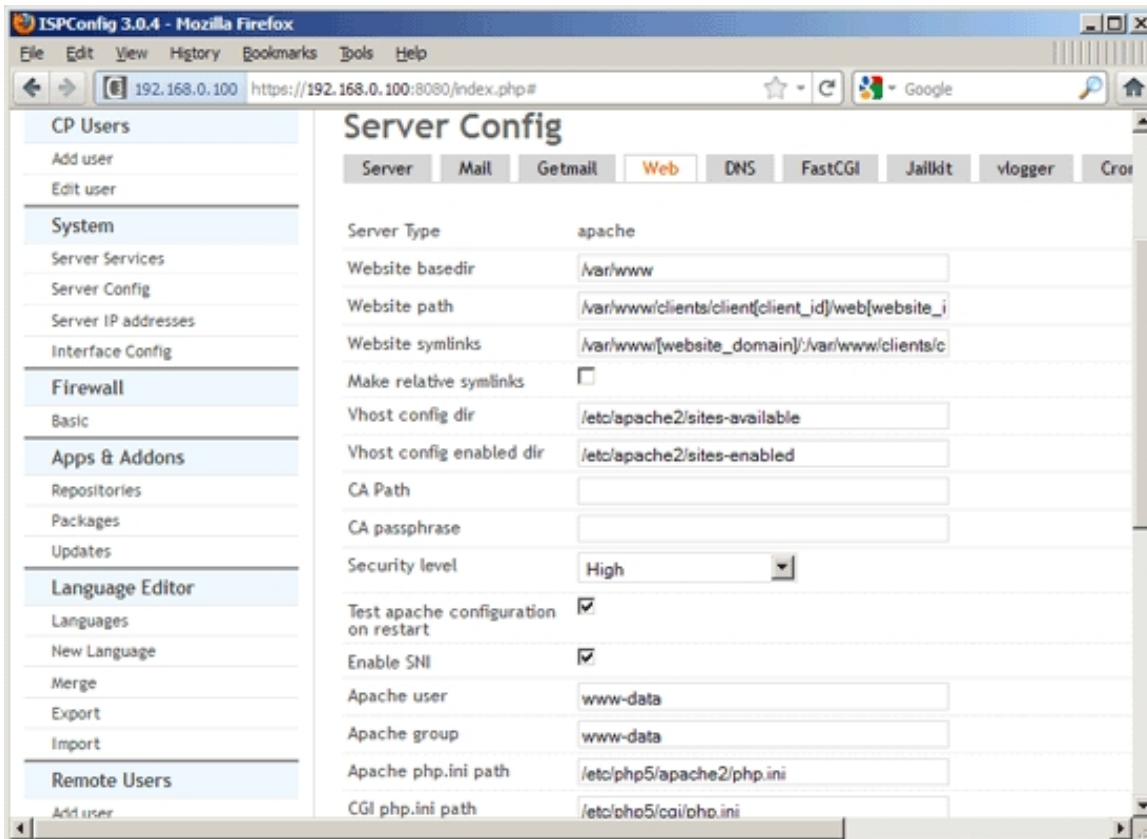 ISPConfig 3.0.4 - Mozilla Firefox
File Edit View History Bookmarks Tools Help
192.168.0.100 https://192.168.0.100:8080/index.php# Google
CP Users
Add user
Edit user
System
Server Services
Server Config
Server IP addresses
Interface Config
Firewall
Basic
Apps & Addons
Repositories
Packages
Updates
Language Editor
Languages
New Language
Merge
Export
Import
Remote Users
Add user
Server Config
Server Mail Getmail Web DNS FastCGI Jailkit vlogger Cron
Server Type apache
Website basedir /var/www
Website path /var/www/clients/client[client_id]/web[website_i
Website symlinks /var/www/[website_domain]/:/var/www/clients/c
Make relative symlinks
Vhost config dir /etc/apache2/sites-available
Vhost config enabled dir /etc/apache2/sites-enabled
CA Path
CA passphrase
Security level High
Test apache configuration
on restart
Enable SNI
Apache user www-data
Apache group www-data
Apache php.ini path /etc/php5/apache2/php.ini
CGI php.ini path /etc/php5/cgi/php.ini